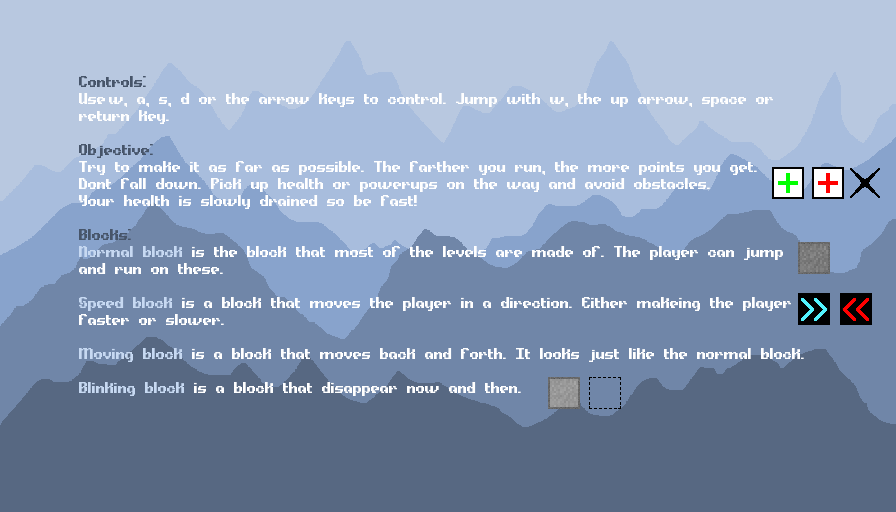 Controls:
Use w, a, s, d or the arrow keys to control. Jump with w, the up arrow, space or
return key.
Objective:
Try to make it as far as possible. The farther you run, the more points you get.
Dont fall down. Pick up health or powerups on the way and avoid obstacles.
Your health is slowly drained so be fast!
Blocks:
Normal block is the block that most of the levels are made of. The player can jump
and run on these.
Speed block is a block that moves the player in a direction. Either makeing the player
faster or slower.
Moving block is a block that moves back and forth. It looks just like the normal block.
Blinking block is a block that disappear now and then.